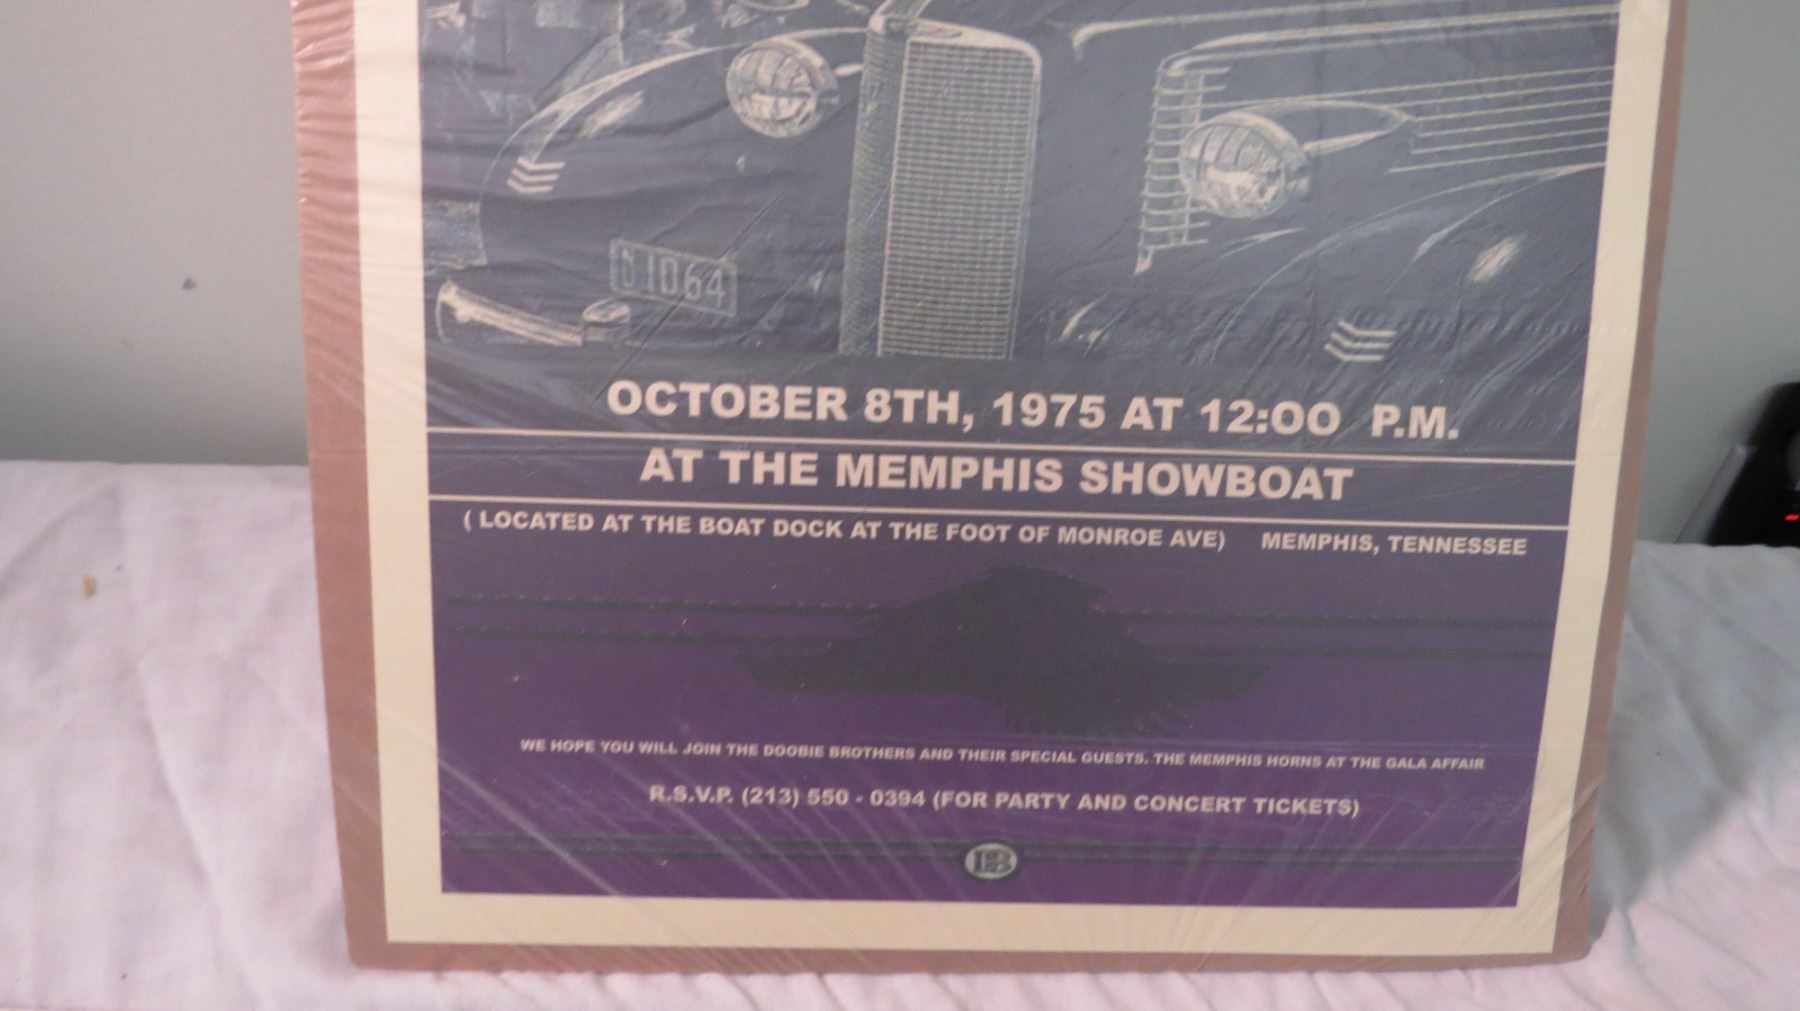 D1064
OCTOBER 8TH, 1975 AT 12:00 P.M.
AT THE MEMPHIS SHOWBOAT
( LOCATED AT THE BOAT DOCK AT THE FOOT OF MONROE AVE) MEMPHIS, TENNESSEE
WE HOPE YOU WILL JOIN THE DOOBIE BROTHERS AND THEIR SPECIAL GUESTS. THE MEMPHIS HORNS AT THE GALA AFFAIR
R.S.V.P. (213) 550 - 0394 (FOR PARTY AND CONCERT TICKETS)